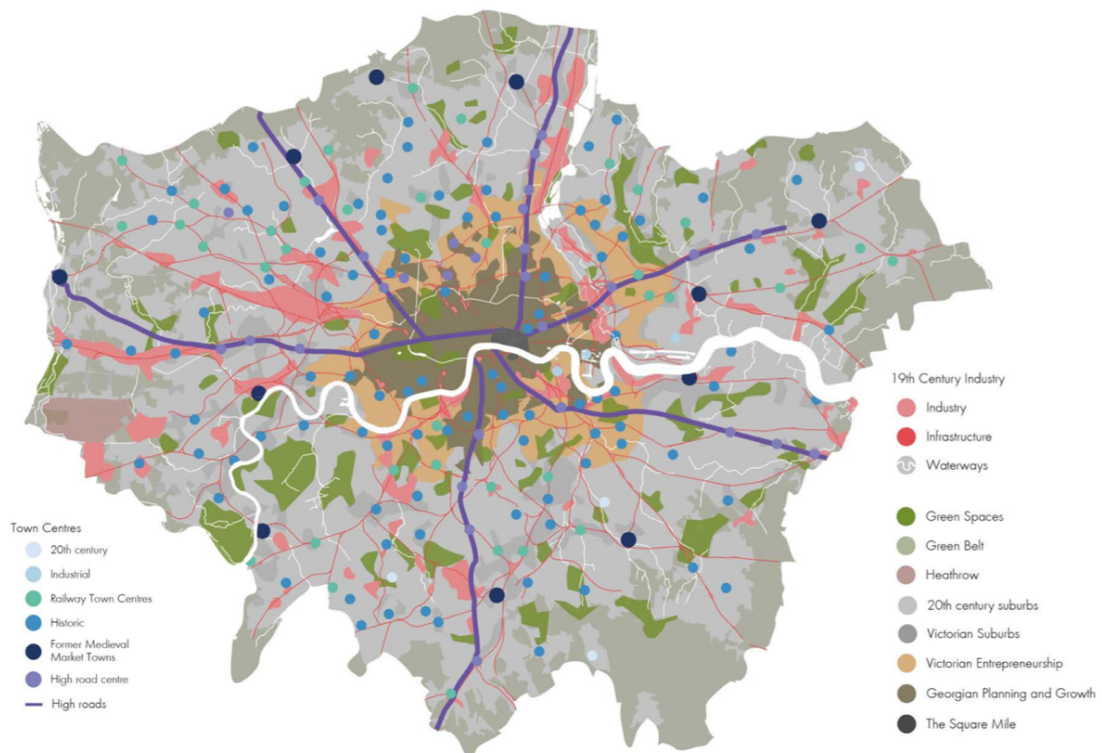 Town Centres
20th century
Industrial
Railway Town Centres
Historic
Former Medieval
Market Towns
High road centre
High roads
19th Century Industry
Industry
Infrastructure
Waterways
Green Spaces
Green Belt
Heathrow
20th century suburbs
Victorian Suburbs
Victorian Entrepreneurship
Georgian Planning and Growth
The Square Mile